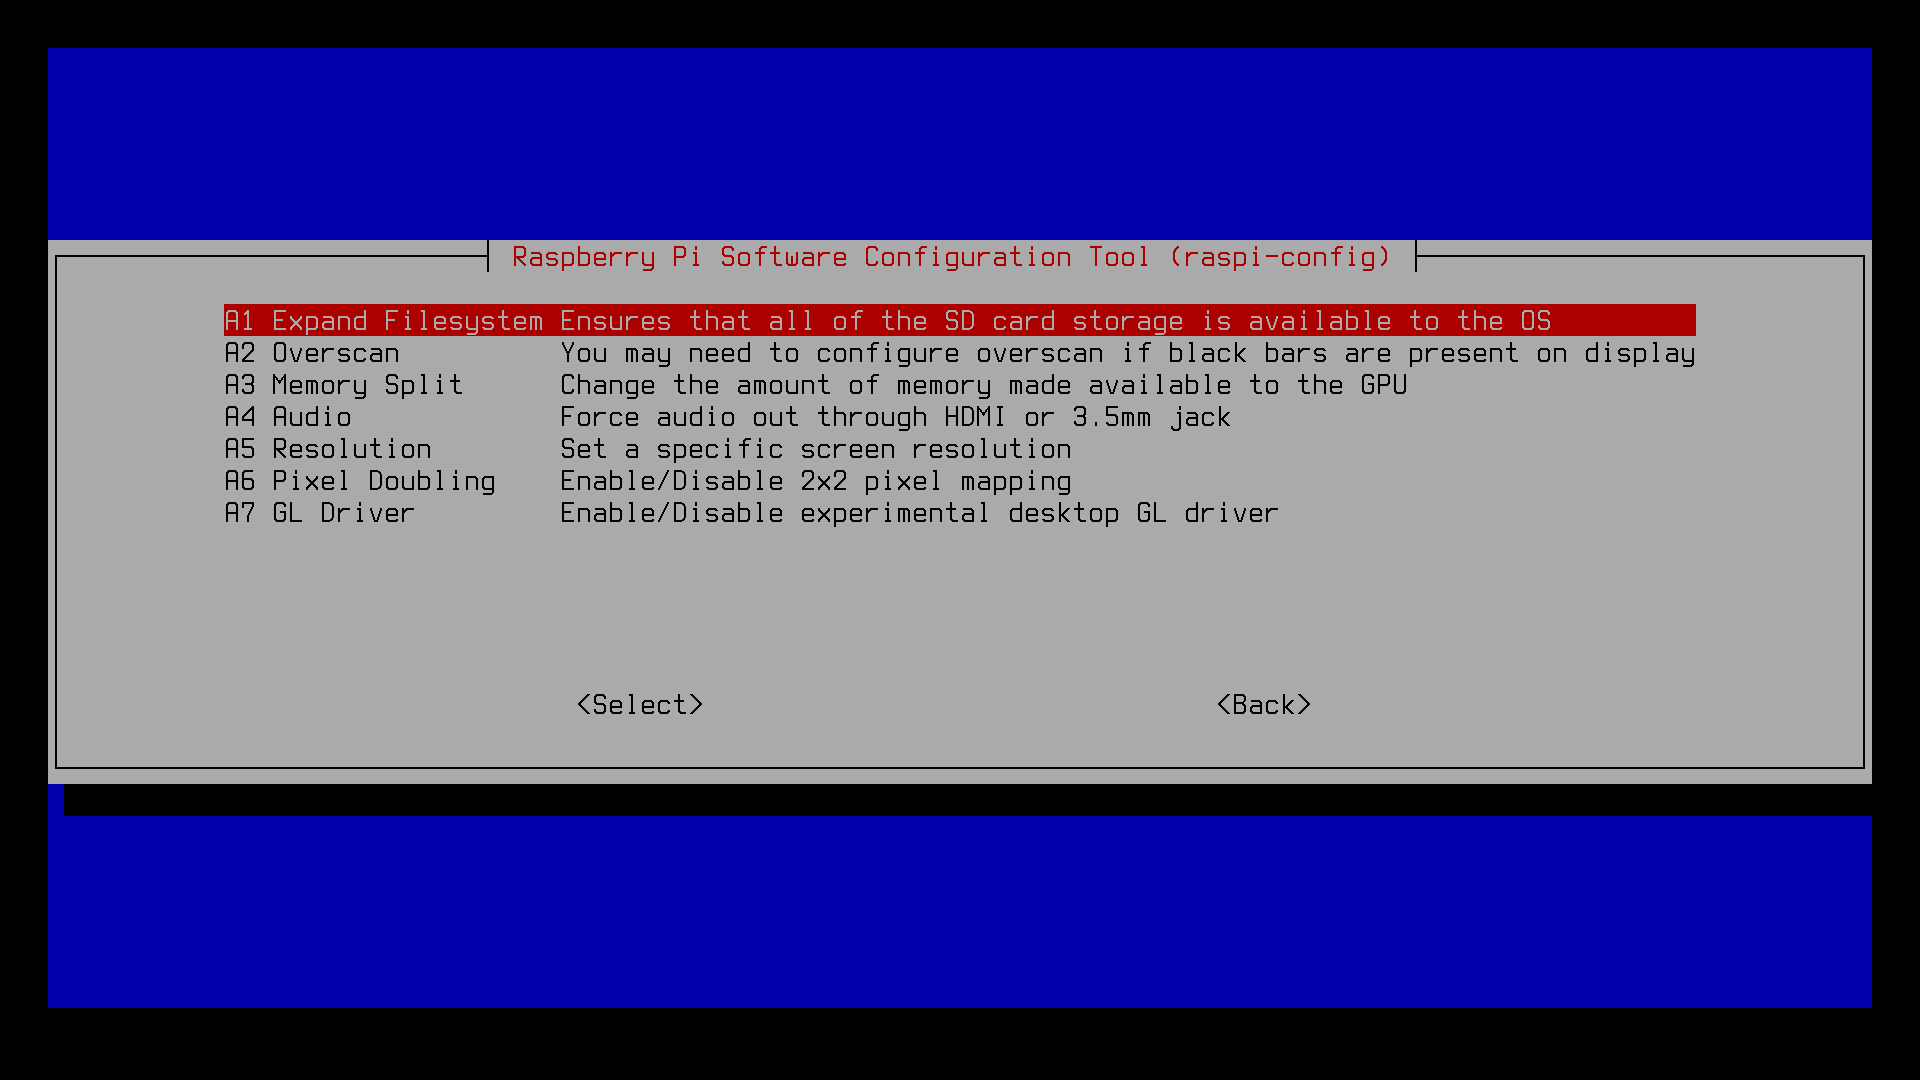 Raspberry Pi Software Configuration Tool (raspi-config)
A1 Expand Filesystem Ensures that all of the SD card storage is available to the OS
A2 Overscan You may need to configure overscan if black bars are present on display
A3 Memory Split Change the amount of memory made available to the GPU
A4 Audio Force audio out through HDMI or 3.5mm jack
A5 Resolution Set a specific screen resolution
A6 Pixel Doubling Enable/Disable 2x2 pixel mapping
A7 GL Driver Enable/Disable experimental desktop GL driver
<Select> <Back>